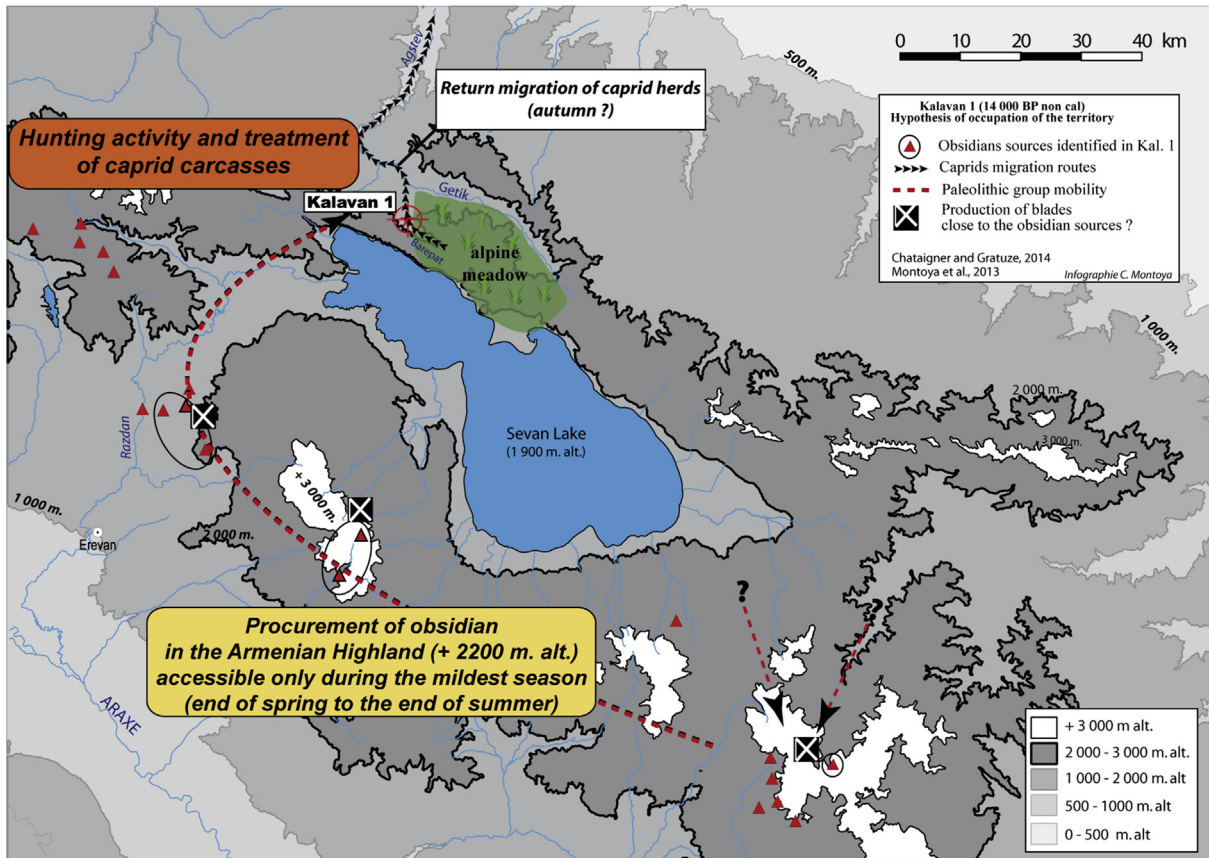 Agstev
500 m.
0 10 20 30 40 km
Return migration of caprid herds
(autumn ?)
Kalavan 1 (14 000 BP non cal)
Hypothesis of occupation of the territory
Obsidians sources identified in Kal. 1
Caprids migration routes
Paleolithic group mobility
Production of blades
close to the obsidian sources ?
Chataigner and Gratuze, 2014
Montoya et al., 2013
Infographie C. Montoya
Hunting activity and treatment
of caprid carcasses
Kalavan 1
Getik
Barepat
alpine
meadow
1 000 m.
2 000 m.
3 000 m.
Razdan
Sevan Lake
(1 900 m. alt.)
+ 3 000 m.
1 000 m.
Erevan
2 000 m.
? ?
Procurement of obsidian
in the Armenian Highland (+ 2200 m. alt.)
accessible only during the mildest season
(end of spring to the end of summer)
ARAXE
+ 3 000 m alt.
2 000 - 3 000 m. alt.
1 000 - 2 000 m. alt
500 - 1000 m. alt
0 - 500 m. alt